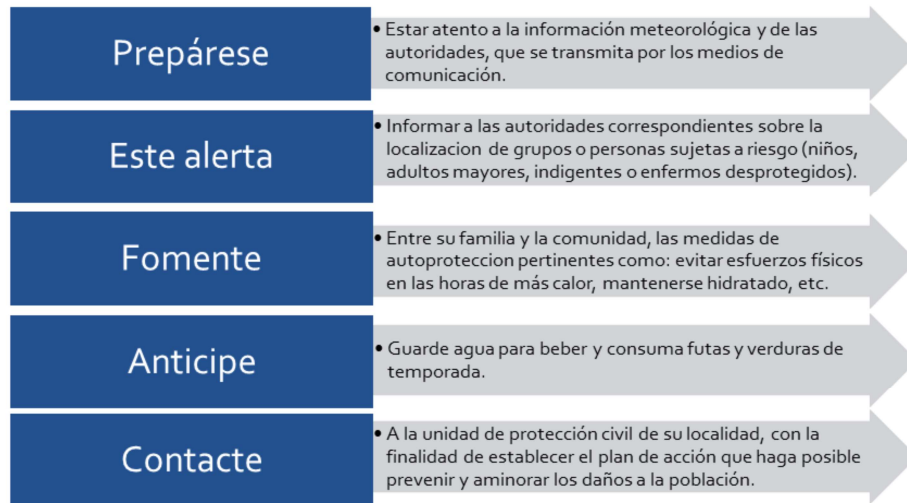 Prepárese
• Estar atento a la información meteorológica y de las
autoridades, que se transmita por los medios de
comunicación.
Este alerta
• Informar a las autoridades correspondientes sobre la
localizacion de grupos o personas sujetas a riesgo (niños,
adultos mayores, indigentes o enfermos desprotegidos).
Fomente
• Entre su familia y la comunidad, las medidas de
autoproteccion pertinentes como: evitar esfuerzos físicos
en las horas de más calor, mantenerse hidratado, etc.
Anticipe
• Guarde agua para beber y consuma futas y verduras de
temporada.
Contacte
• A la unidad de protección civil de su localidad, con la
finalidad de establecer el plan de acción que haga posible
prevenir y aminorar los daños a la población.